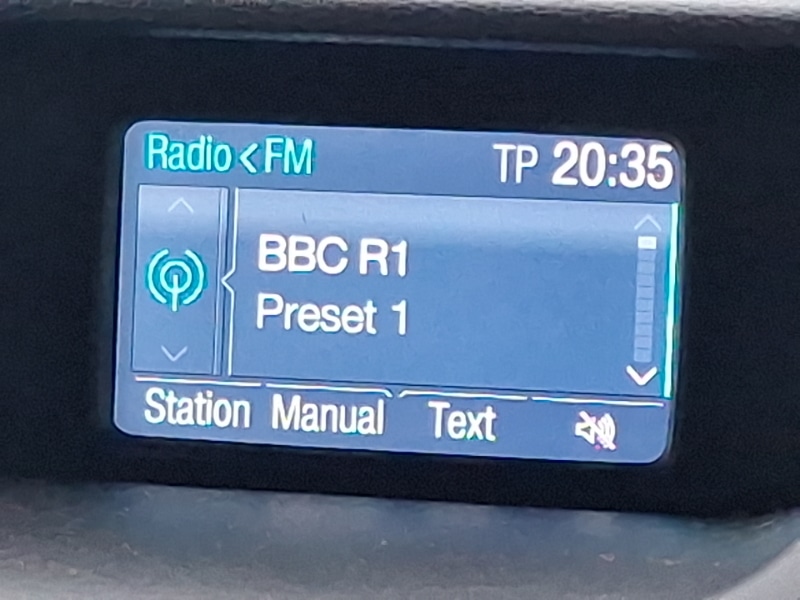 Radio < FM TP 20:35
BBC R1
Preset 1
Station Manual Text